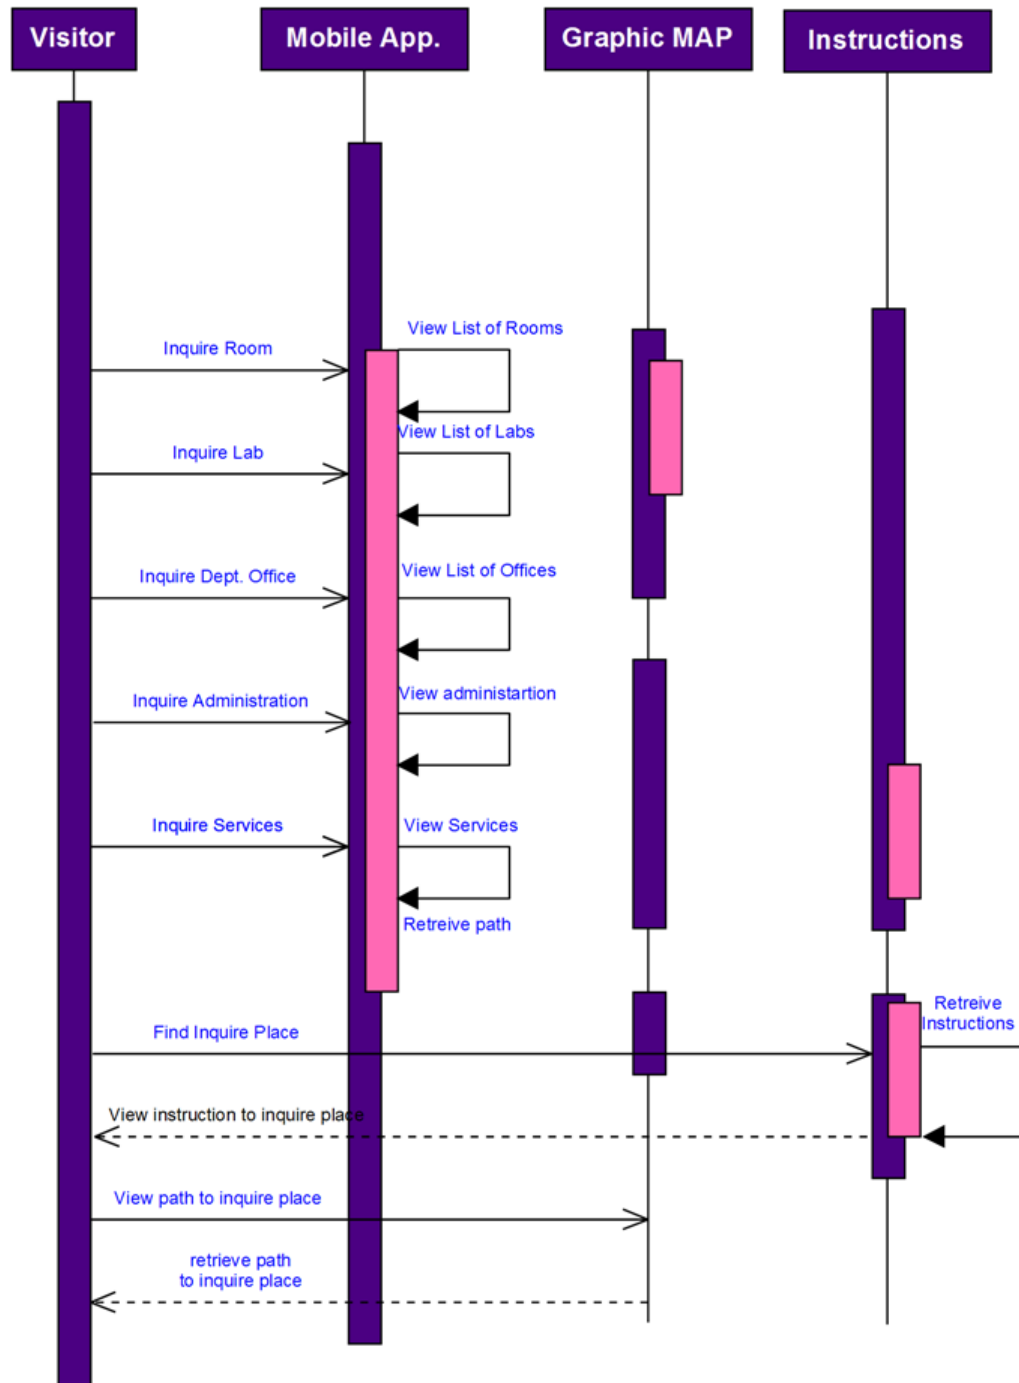 Visitor
Mobile App.
Graphic MAP
Instructions
View List of Rooms
Inquire Room
View List of Labs
Inquire Lab
View List of Offices
Inquire Dept. Office
View administartion
Inquire Administration
Inquire Services
View Services
Retreive path
Retreive
Instructions
Find Inquire Place
View instruction to inquire place
View path to inquire place
retrieve path
to inquire place